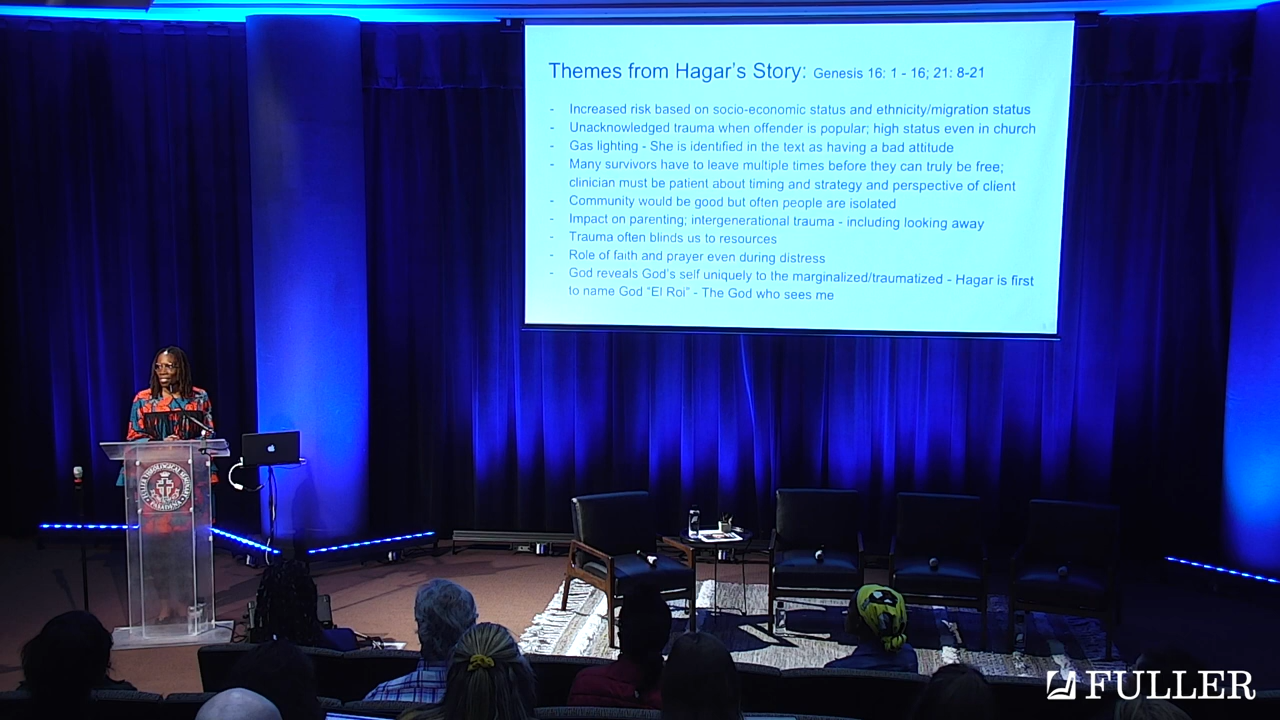 Themes from Hagar's Story: Genesis 16: 1 - 16; 21: 8-21
- Increased risk based on socio-economic status and ethnicity/migration status
- Unacknowledged trauma when offender is popular; high status even in church
- Gas lighting - She is identified in the text as having a bad attitude
- Many survivors have to leave multiple times before they can truly be free;
clinician must be patient about timing and strategy and perspective of client
- Community would be good but often people are isolated
- Impact on parenting; intergenerational trauma - including looking away
- Trauma often blinds us to resources
- Role of faith and prayer even during distress
- God reveals God's self uniquely to the marginalized/traumatized - Hagar is first
to name God "El Roi" - The God who sees me
FULLER THEOLOGICAL SEMINARY
PASADENA
FULLER